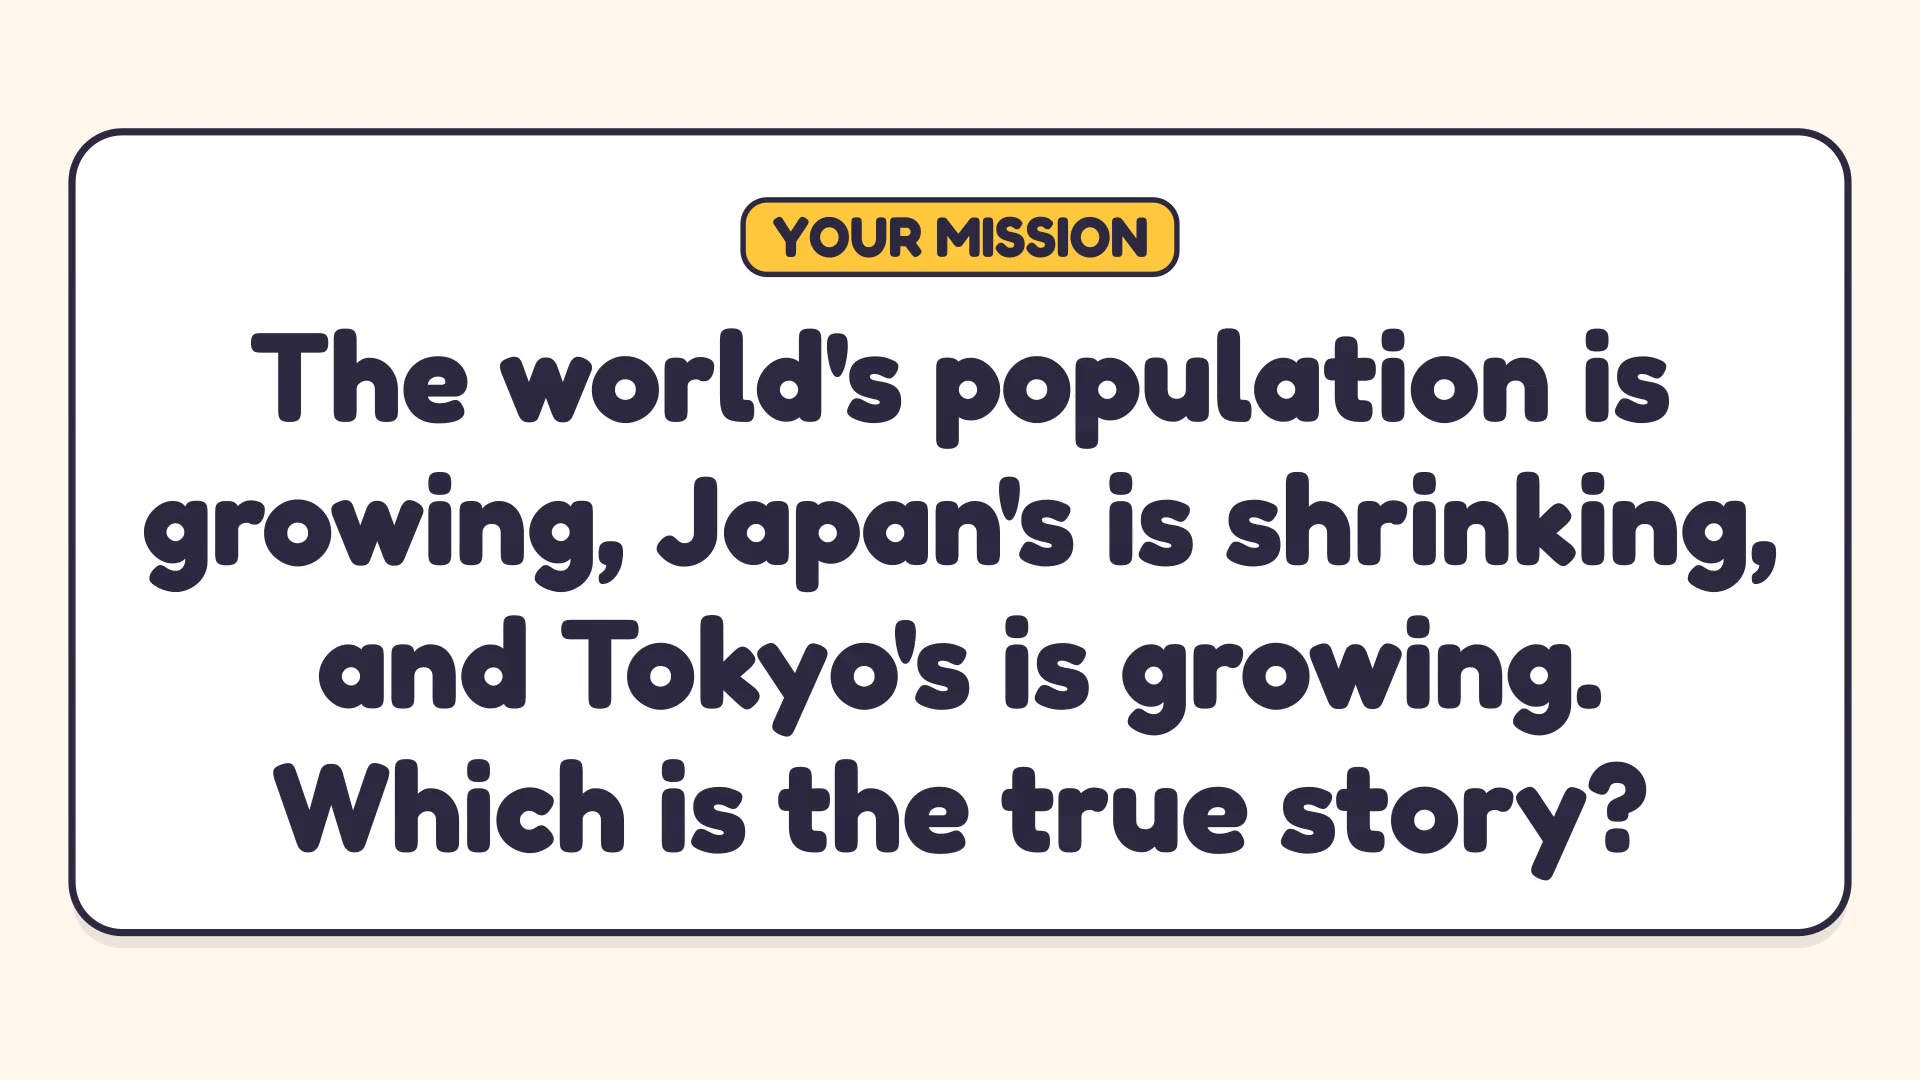 YOUR MISSION
The world's population is
growing, Japan's is shrinking,
and Tokyo's is growing.
Which is the true story?